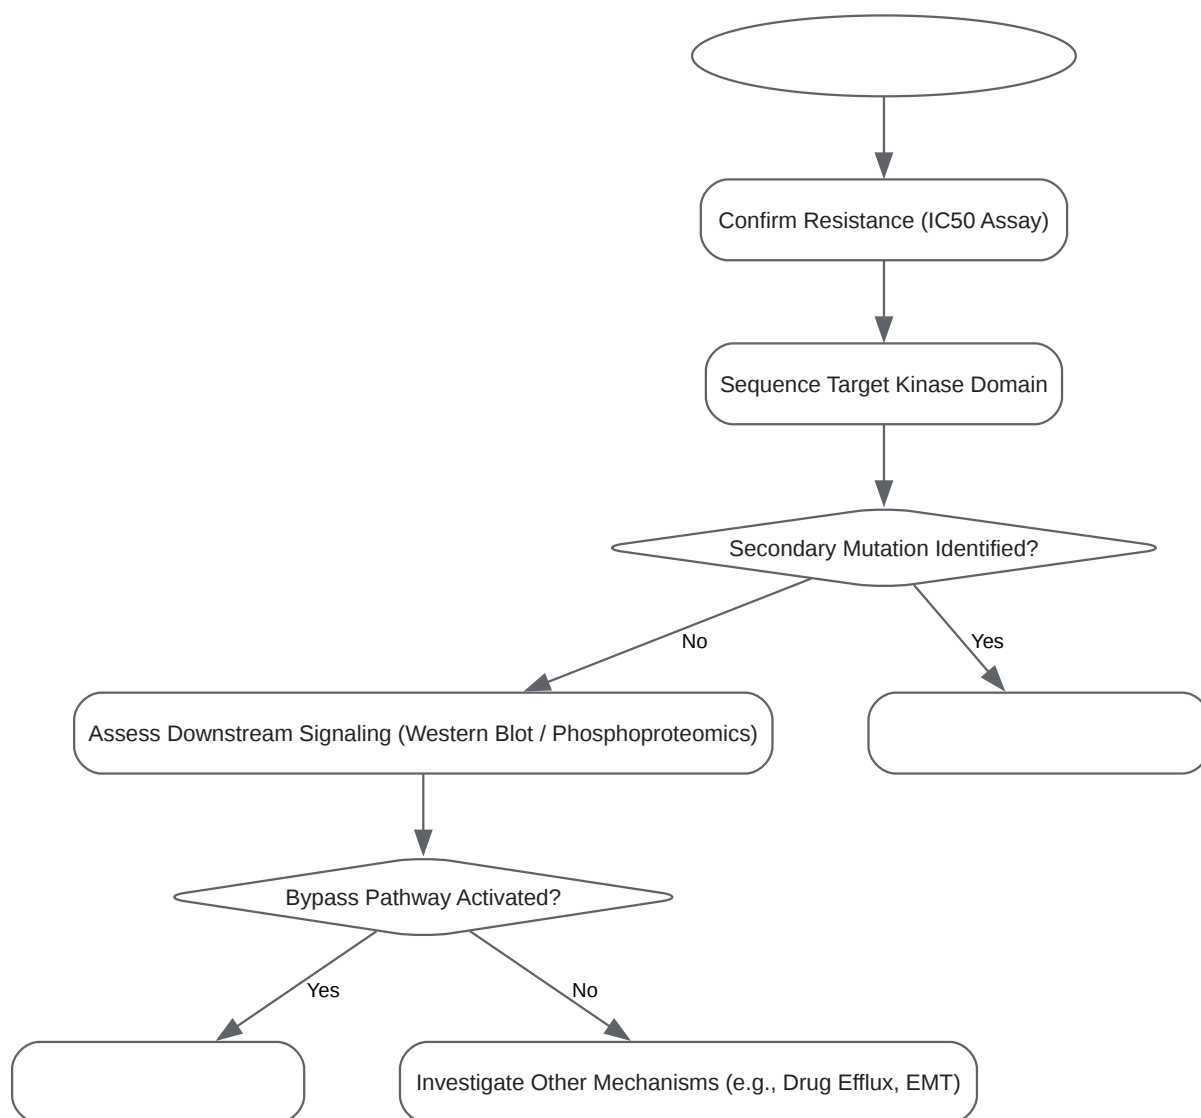 Confirm Resistance (IC50 Assay)
Sequence Target Kinase Domain
Secondary Mutation Identified?
No
Yes
Assess Downstream Signaling (Western Blot / Phosphoproteomics)
Bypass Pathway Activated?
Yes
No
Investigate Other Mechanisms (e.g., Drug Efflux, EMT)